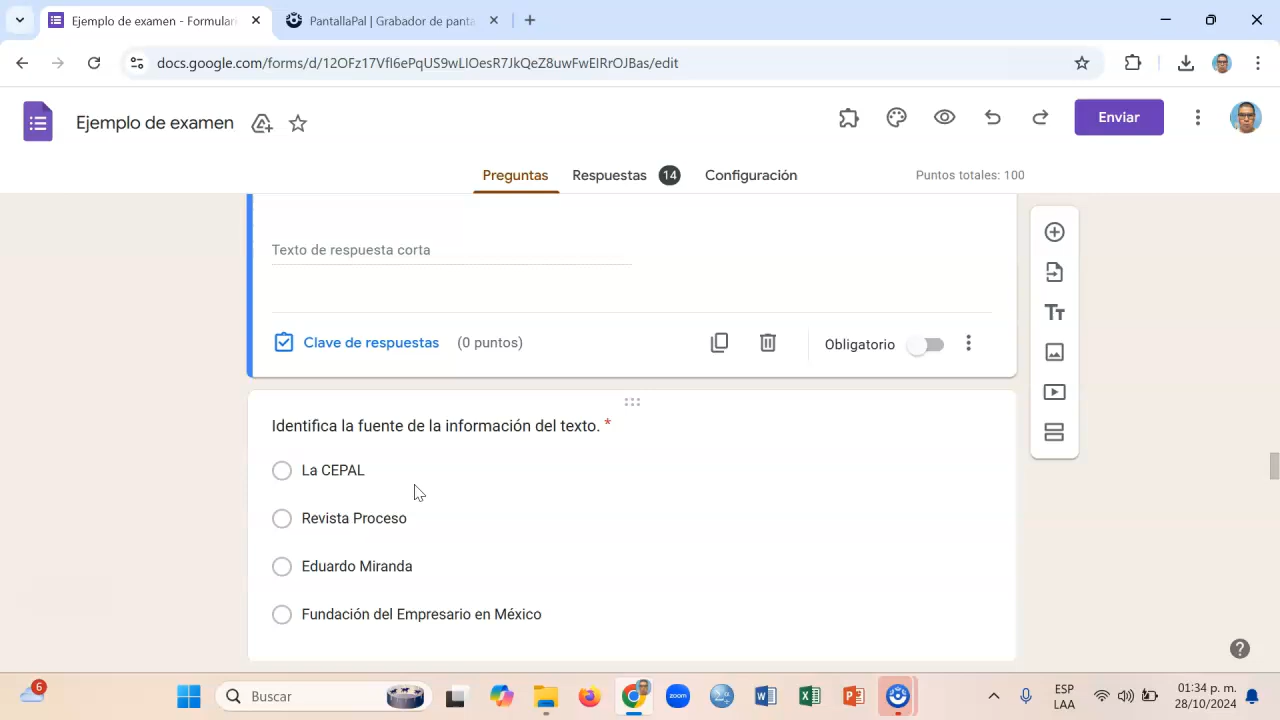 Ejemplo de examen - Formular
PantallaPal | Grabador de panta
docs.google.com/forms/d/12OFz17VfI6ePqUS9wLIOesR7JkQeZ8uwFwElRrOJBas/edit
Ejemplo de examen
Enviar
Preguntas
Respuestas 14
Configuración
Puntos totales: 100
Texto de respuesta corta
Clave de respuestas
(0 puntos)
Obligatorio
Identifica la fuente de la información del texto. *
La CEPAL
Revista Proceso
Eduardo Miranda
Fundación del Empresario en México
6
Buscar
zoom
ESP
LAA
01:34 p. m.
28/10/2024